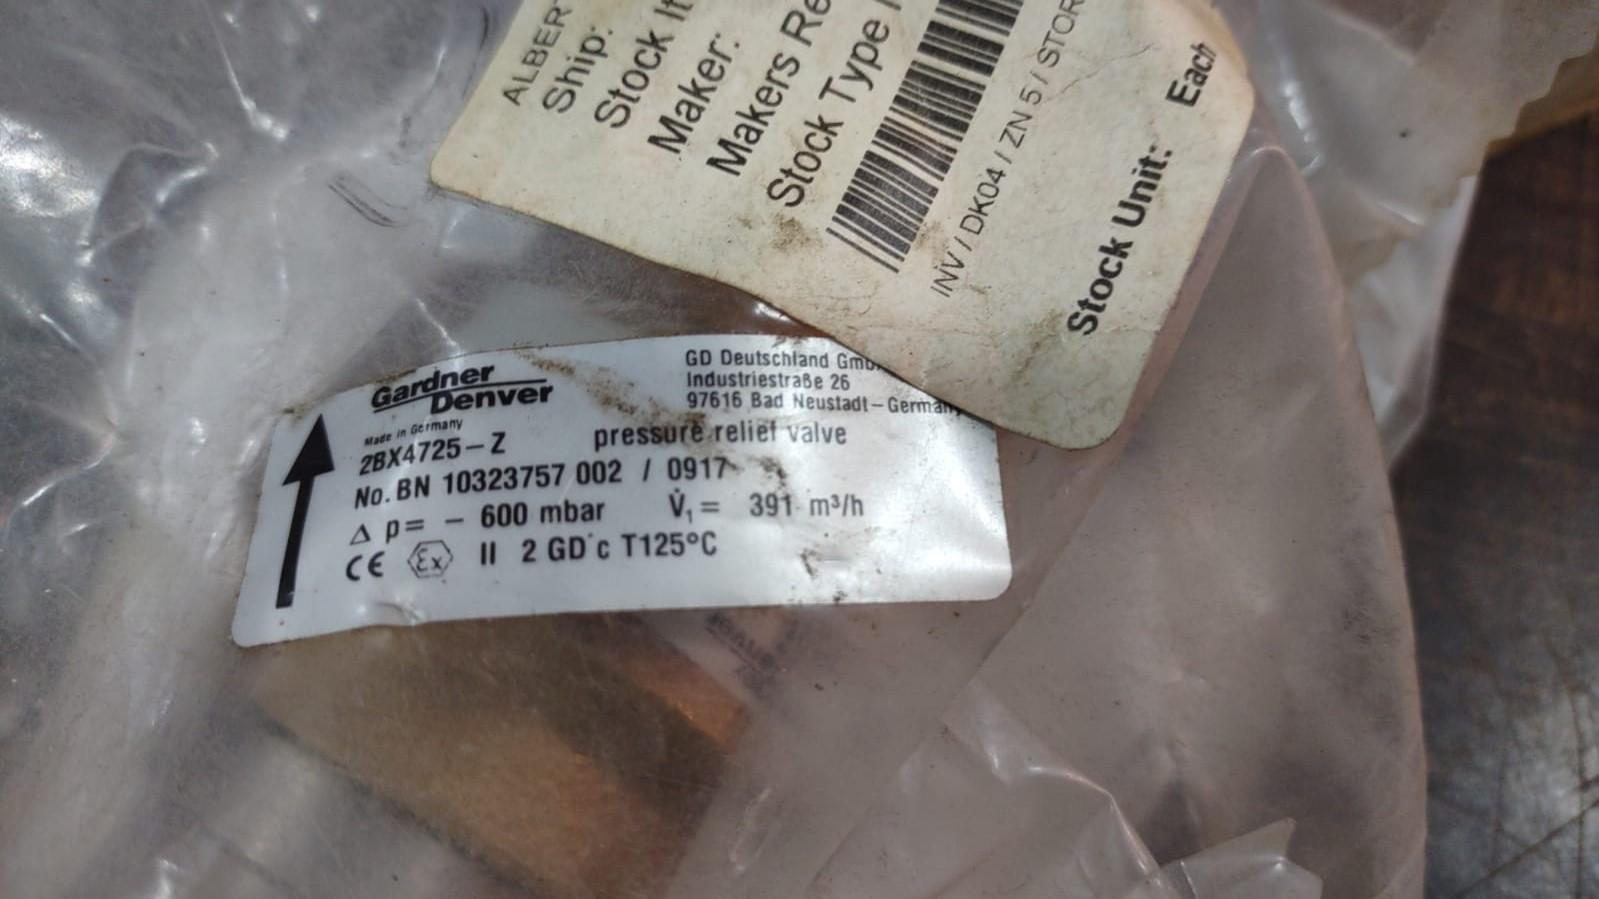 ALBER
Ship:
Stock It
Maker:
Makers Re
Stock Type
INV / DK04 / ZN 5 / STOR
Stock Unit: Each
Gardner
Denver
GD Deutschland Gmb
Industriestraße 26
97616 Bad Neustadt – Germany
Made in Germany
2BX4725 – Z pressure relief valve
No. BN 10323757 002 / 0917
Δ p= – 600 mbar V̇₁ = 391 m³/h
CE Ex II 2 GD c T125°C